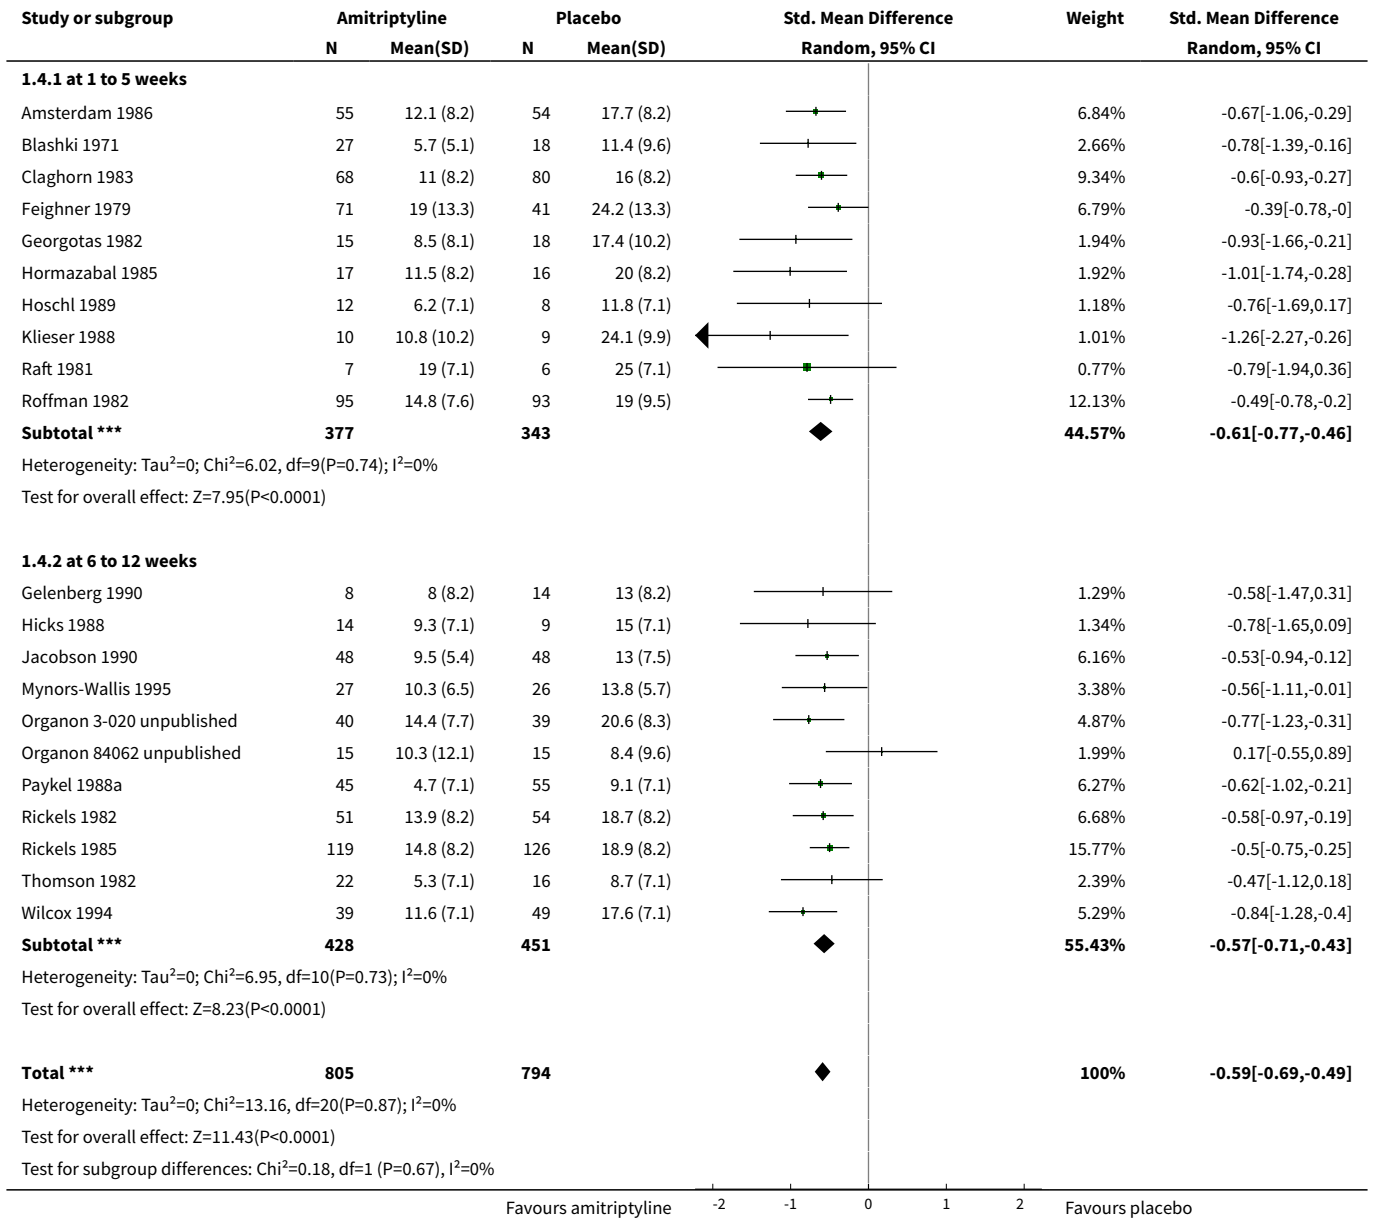 Study or subgroup Amitriptyline Placebo Std. Mean Difference Weight Std. Mean Difference
N Mean(SD) N Mean(SD) Random, 95% CI Random, 95% CI
1.4.1 at 1 to 5 weeks
Amsterdam 1986 55 12.1 (8.2) 54 17.7 (8.2) 6.84% -0.67[-1.06,-0.29]
Blashki 1971 27 5.7 (5.1) 18 11.4 (9.6) 2.66% -0.78[-1.39,-0.16]
Claghorn 1983 68 11 (8.2) 80 16 (8.2) 9.34% -0.6[-0.93,-0.27]
Feighner 1979 71 19 (13.3) 41 24.2 (13.3) 6.79% -0.39[-0.78,-0]
Georgotas 1982 15 8.5 (8.1) 18 17.4 (10.2) 1.94% -0.93[-1.66,-0.21]
Hormazabal 1985 17 11.5 (8.2) 16 20 (8.2) 1.92% -1.01[-1.74,-0.28]
Hoschl 1989 12 6.2 (7.1) 8 11.8 (7.1) 1.18% -0.76[-1.69,0.17]
Klieser 1988 10 10.8 (10.2) 9 24.1 (9.9) 1.01% -1.26[-2.27,-0.26]
Raft 1981 7 19 (7.1) 6 25 (7.1) 0.77% -0.79[-1.94,0.36]
Roffman 1982 95 14.8 (7.6) 93 19 (9.5) 12.13% -0.49[-0.78,-0.2]
Subtotal *** 377 343 44.57% -0.61[-0.77,-0.46]
Heterogeneity: Tau²=0; Chi²=6.02, df=9(P=0.74); I²=0%
Test for overall effect: Z=7.95(P<0.0001)
1.4.2 at 6 to 12 weeks
Gelenberg 1990 8 8 (8.2) 14 13 (8.2) 1.29% -0.58[-1.47,0.31]
Hicks 1988 14 9.3 (7.1) 9 15 (7.1) 1.34% -0.78[-1.65,0.09]
Jacobson 1990 48 9.5 (5.4) 48 13 (7.5) 6.16% -0.53[-0.94,-0.12]
Mynors-Wallis 1995 27 10.3 (6.5) 26 13.8 (5.7) 3.38% -0.56[-1.11,-0.01]
Organon 3-020 unpublished 40 14.4 (7.7) 39 20.6 (8.3) 4.87% -0.77[-1.23,-0.31]
Organon 84062 unpublished 15 10.3 (12.1) 15 8.4 (9.6) 1.99% 0.17[-0.55,0.89]
Paykel 1988a 45 4.7 (7.1) 55 9.1 (7.1) 6.27% -0.62[-1.02,-0.21]
Rickels 1982 51 13.9 (8.2) 54 18.7 (8.2) 6.68% -0.58[-0.97,-0.19]
Rickels 1985 119 14.8 (8.2) 126 18.9 (8.2) 15.77% -0.5[-0.75,-0.25]
Thomson 1982 22 5.3 (7.1) 16 8.7 (7.1) 2.39% -0.47[-1.12,0.18]
Wilcox 1994 39 11.6 (7.1) 49 17.6 (7.1) 5.29% -0.84[-1.28,-0.4]
Subtotal *** 428 451 55.43% -0.57[-0.71,-0.43]
Heterogeneity: Tau²=0; Chi²=6.95, df=10(P=0.73); I²=0%
Test for overall effect: Z=8.23(P<0.0001)
Total *** 805 794 100% -0.59[-0.69,-0.49]
Heterogeneity: Tau²=0; Chi²=13.16, df=20(P=0.87); I²=0%
Test for overall effect: Z=11.43(P<0.0001)
Test for subgroup differences: Chi²=0.18, df=1 (P=0.67), I²=0%
Favours amitriptyline -2 -1 0 1 2 Favours placebo